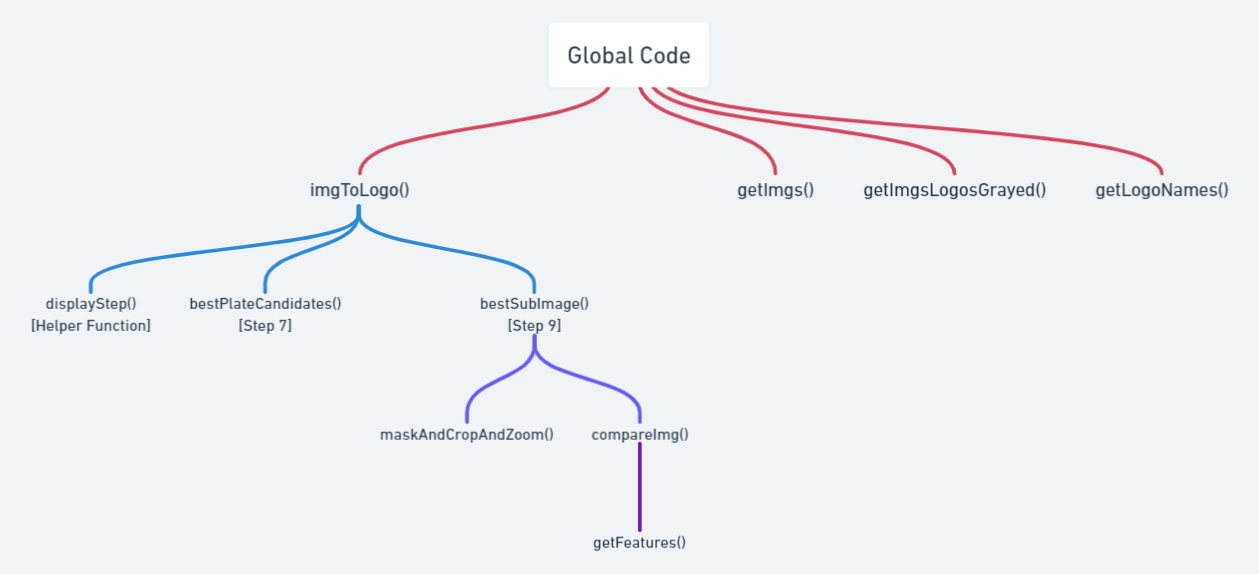 Global Code
imgToLogo()
getImgs()
getImgsLogosGrayed()
getLogoNames()
displayStep()
[Helper Function]
bestPlateCandidates()
[Step 7]
bestSubImage()
[Step 9]
maskAndCropAndZoom()
compareImg()
getFeatures()